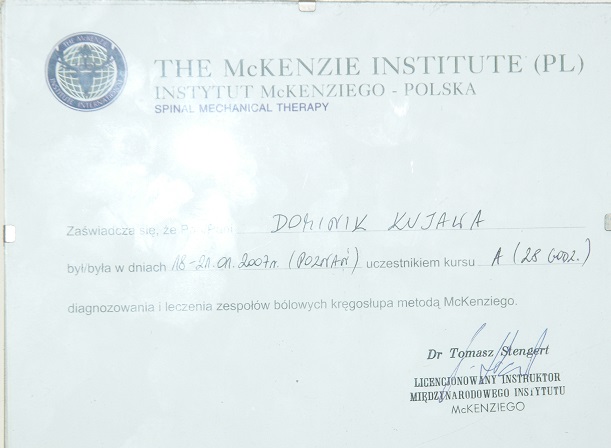 THE McKENZIE INSTITUTE (PL)
INSTYTUT McKENZIEGO - POLSKA
SPINAL MECHANICAL THERAPY
Zaświadcza się, że DOMINIK KUJAWA
był/była w dniach 18-21.01.2007r. (POZNAŃ) uczestnikiem kursu A (28 GODZ.)
diagnozowania i leczenia zespołów bólowych kręgosłupa metodą McKenziego.
Dr Tomasz Stengert
LICENCJONOWANY INSTRUKTOR
MIĘDZYNARODOWEGO INSTYTUTU
McKENZIEGO